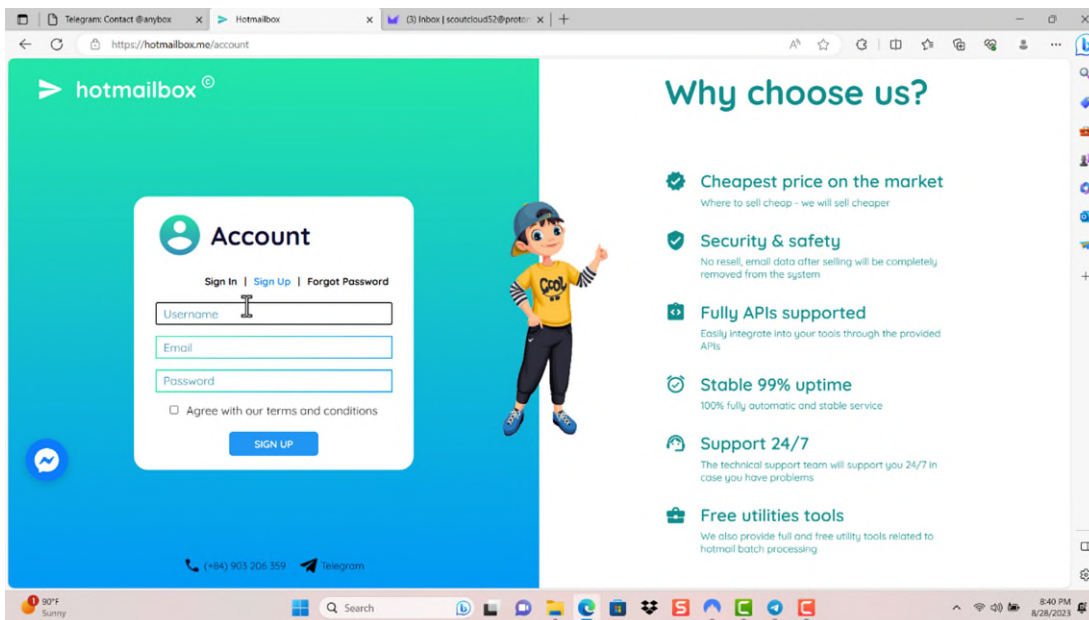 Telegram: Contact @anybox
Hotmailbox
(3) Inbox | scoutcloud52@proton
https://hotmailbox.me/account
hotmailbox ©
Why choose us?
Account
Sign In | Sign Up | Forgot Password
Username
Email
Password
Agree with our terms and conditions
SIGN UP
(+84) 903 206 359
Telegram
COOL
Cheapest price on the market
Where to sell cheap - we will sell cheaper
Security & safety
No resell, email data after selling will be completely
removed from the system
Fully APIs supported
Easily integrate into your tools through the provided
APIs
Stable 99% uptime
100% fully automatic and stable service
Support 24/7
The technical support team will support you 24/7 in
case you have problems
Free utilities tools
We also provide full and free utility tools related to
hotmail batch processing
1
90°F
Sunny
Search
8:40 PM
8/28/2023